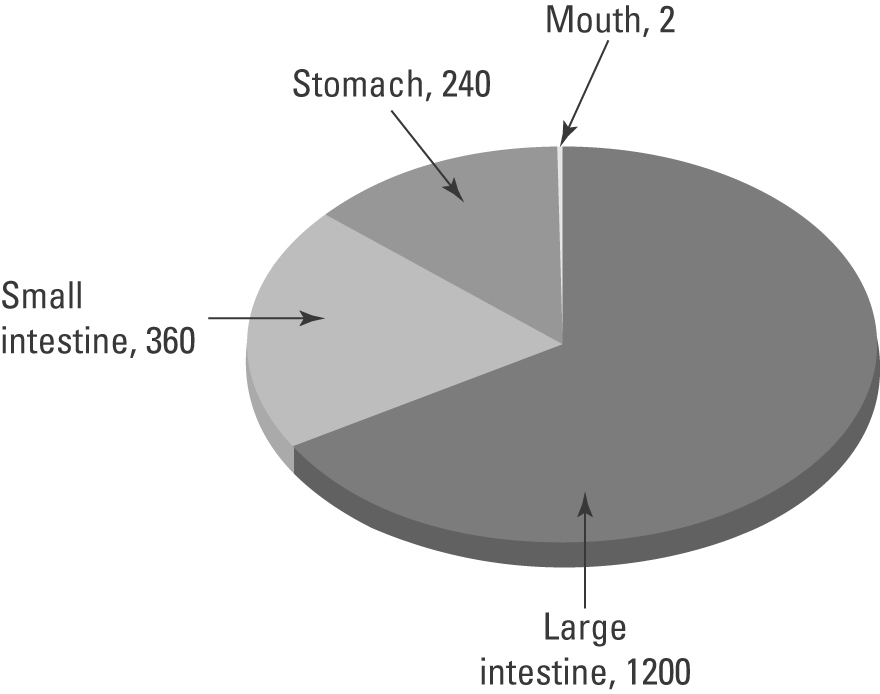 Mouth, 2
Stomach, 240
Small
intestine, 360
Large
intestine, 1200